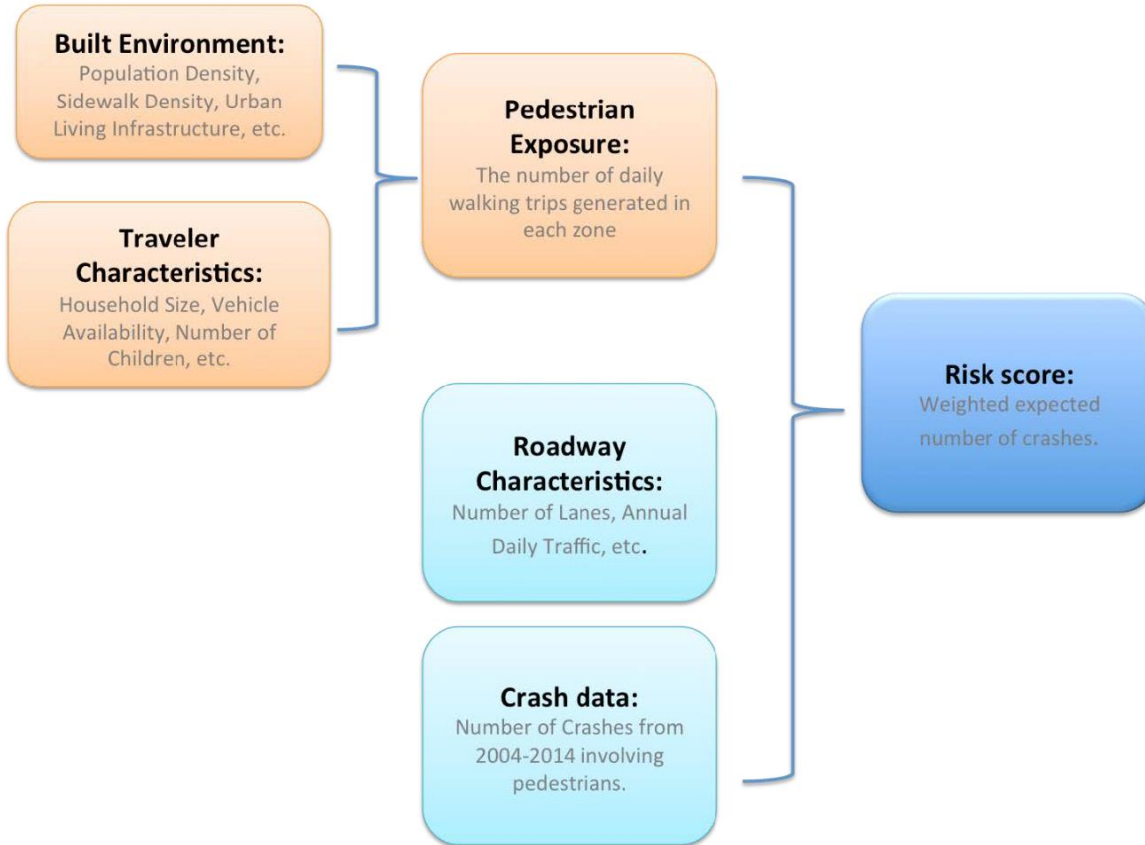 Built Environment:
Population Density,
Sidewalk Density, Urban
Living Infrastructure, etc.
Traveler
Characteristics:
Household Size, Vehicle
Availability, Number of
Children, etc.
Pedestrian
Exposure:
The number of daily
walking trips generated in
each zone
Roadway
Characteristics:
Number of Lanes, Annual
Daily Traffic, etc.
Crash data:
Number of Crashes from
2004-2014 involving
pedestrians.
Risk score:
Weighted expected
number of crashes.